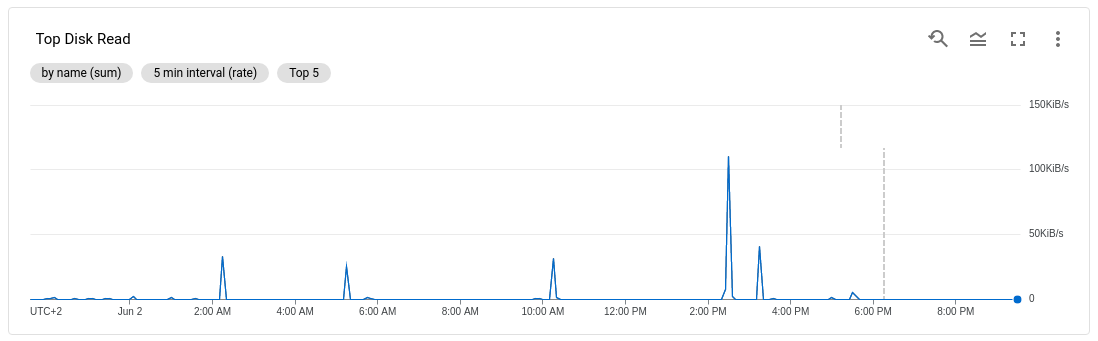 Top Disk Read
by name (sum) 5 min interval (rate) Top 5
150KiB/s
100KiB/s
50KiB/s
0
UTC+2 Jun 2 2:00 AM 4:00 AM 6:00 AM 8:00 AM 10:00 AM 12:00 PM 2:00 PM 4:00 PM 6:00 PM 8:00 PM